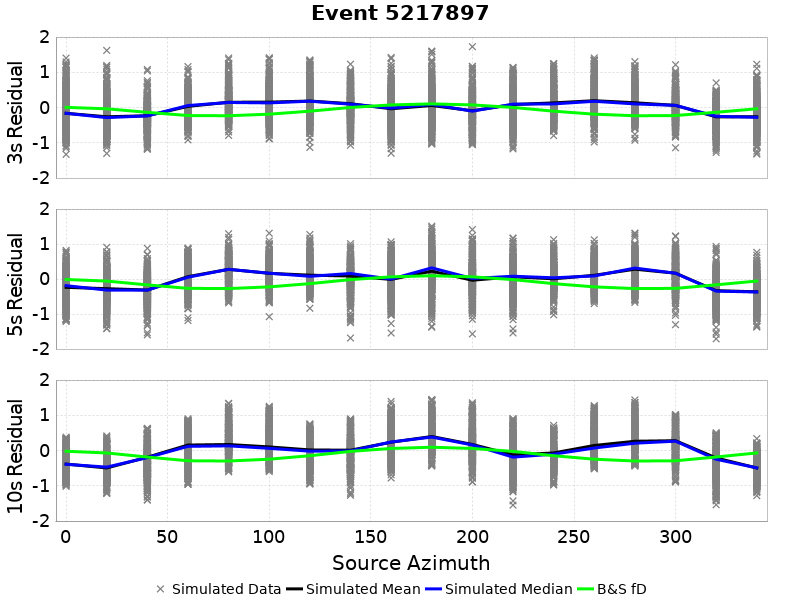 Event 5217897
2
1
0
-1
-2
3s Residual
2
1
0
-1
-2
5s Residual
2
1
0
-1
-2
10s Residual
0 50 100 150 200 250 300
Source Azimuth
Simulated Data Simulated Mean Simulated Median B&S fD